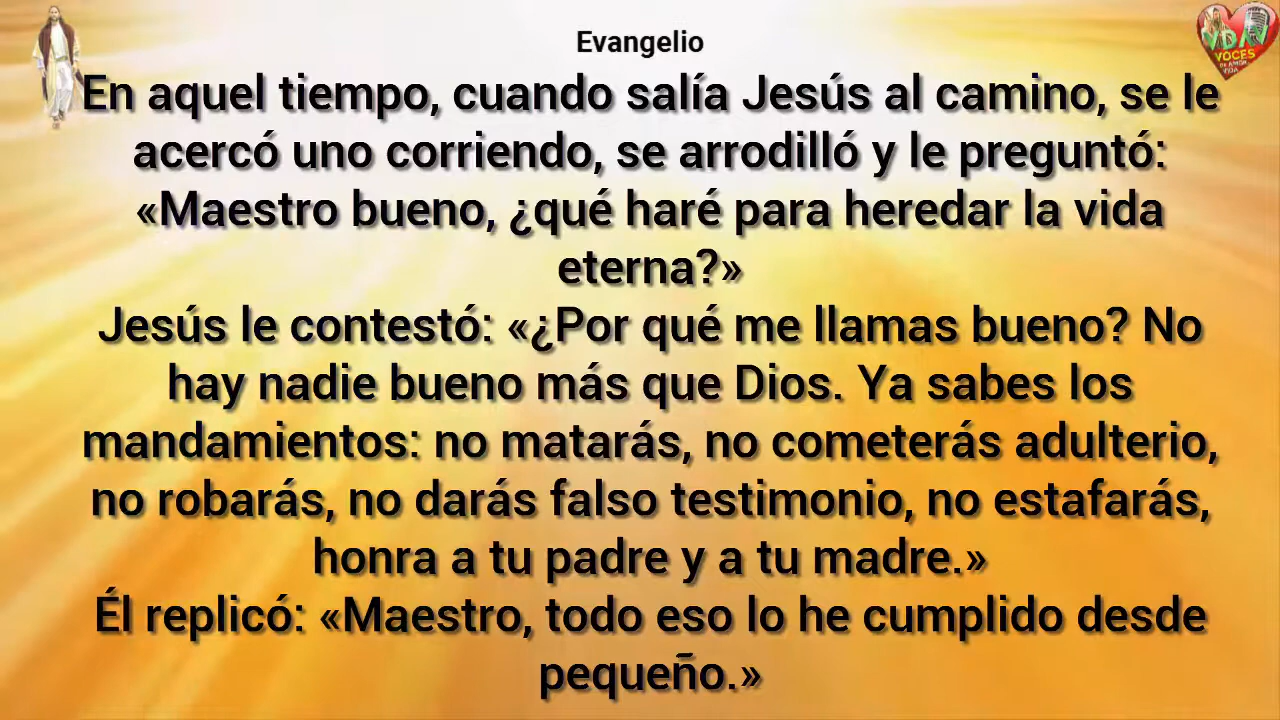 Evangelio
En aquel tiempo, cuando salía Jesús al camino, se le
acercó uno corriendo, se arrodilló y le preguntó:
«Maestro bueno, ¿qué haré para heredar la vida
eterna?»
Jesús le contestó: «¿Por qué me llamas bueno? No
hay nadie bueno más que Dios. Ya sabes los
mandamientos: no matarás, no cometerás adulterio,
no robarás, no darás falso testimonio, no estafarás,
honra a tu padre y a tu madre.»
Él replicó: «Maestro, todo eso lo he cumplido desde
pequeño.»
VOCES